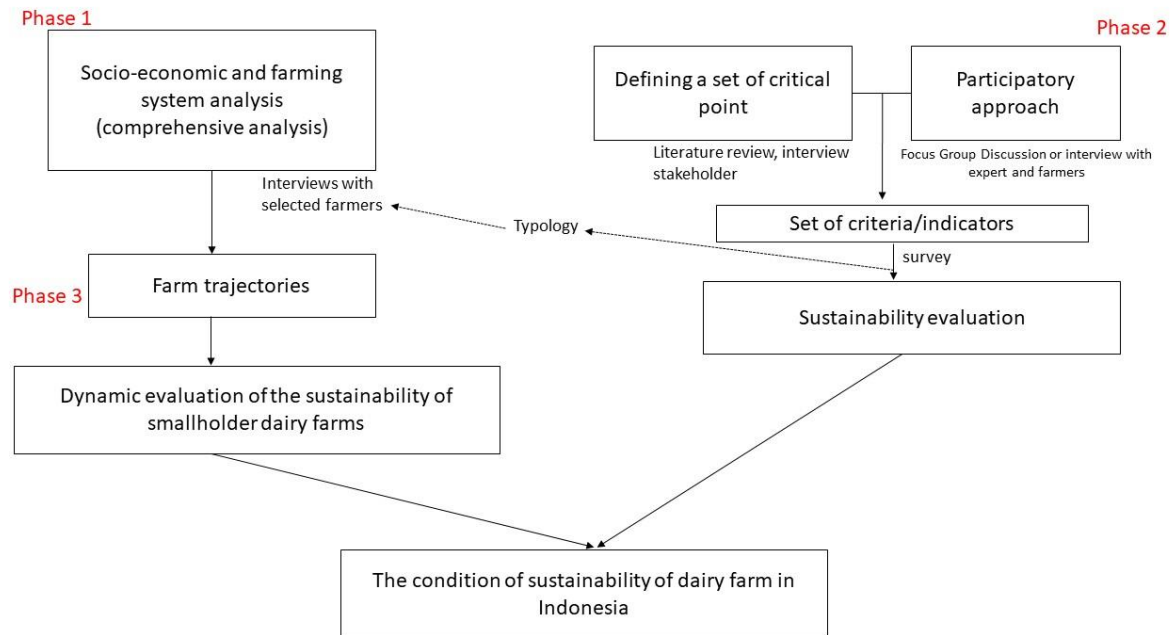 Phase 1
Socio-economic and farming
system analysis
(comprehensive analysis)
Phase 2
Defining a set of critical
point
Participatory
approach
Literature review, interview
stakeholder
Focus Group Discussion or interview with
expert and farmers
Interviews with
selected farmers
Typology
Set of criteria/indicators
survey
Phase 3
Farm trajectories
Sustainability evaluation
Dynamic evaluation of the sustainability of
smallholder dairy farms
The condition of sustainability of dairy farm in
Indonesia